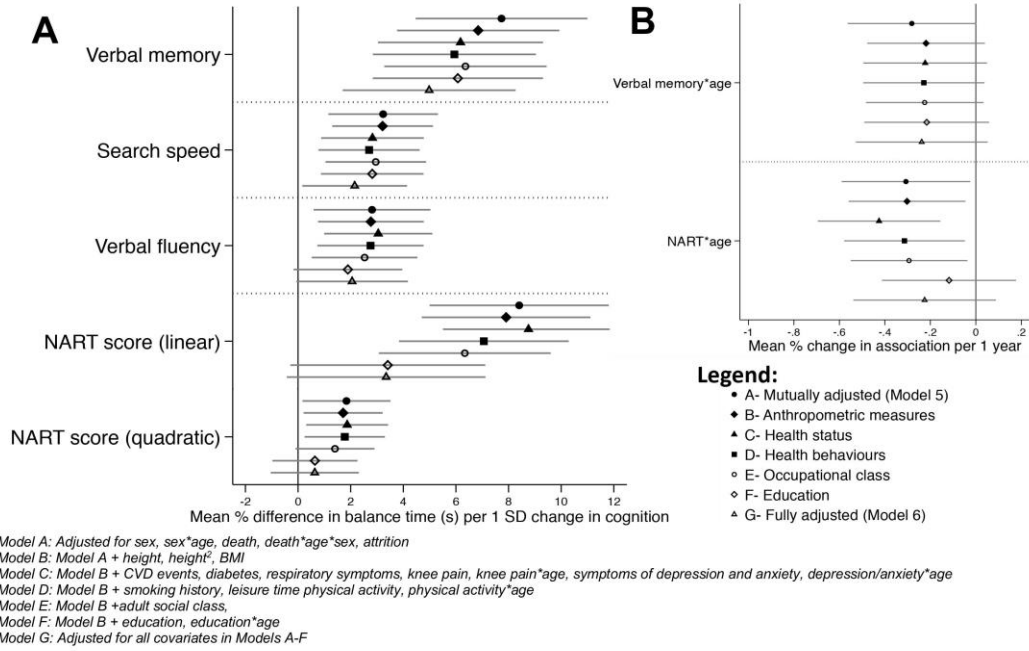 A
B
Verbal memory
Search speed
Verbal fluency
NART score (linear)
NART score (quadratic)
-2 0 2 4 6 8 10 12
Mean % difference in balance time (s) per 1 SD change in cognition
Verbal memory*age
NART*age
-1 -.8 -.6 -.4 -.2 0 .2
Mean % change in association per 1 year
Legend:
A- Mutually adjusted (Model 5)
B- Anthropometric measures
C- Health status
D- Health behaviours
E- Occupational class
F- Education
G- Fully adjusted (Model 6)
Model A: Adjusted for sex, sex*age, death, death*age*sex, attrition
Model B: Model A + height, height², BMI
Model C: Model B + CVD events, diabetes, respiratory symptoms, knee pain, knee pain*age, symptoms of depression and anxiety, depression/anxiety*age
Model D: Model B + smoking history, leisure time physical activity, physical activity*age
Model E: Model B +adult social class,
Model F: Model B + education, education*age
Model G: Adjusted for all covariates in Models A-F